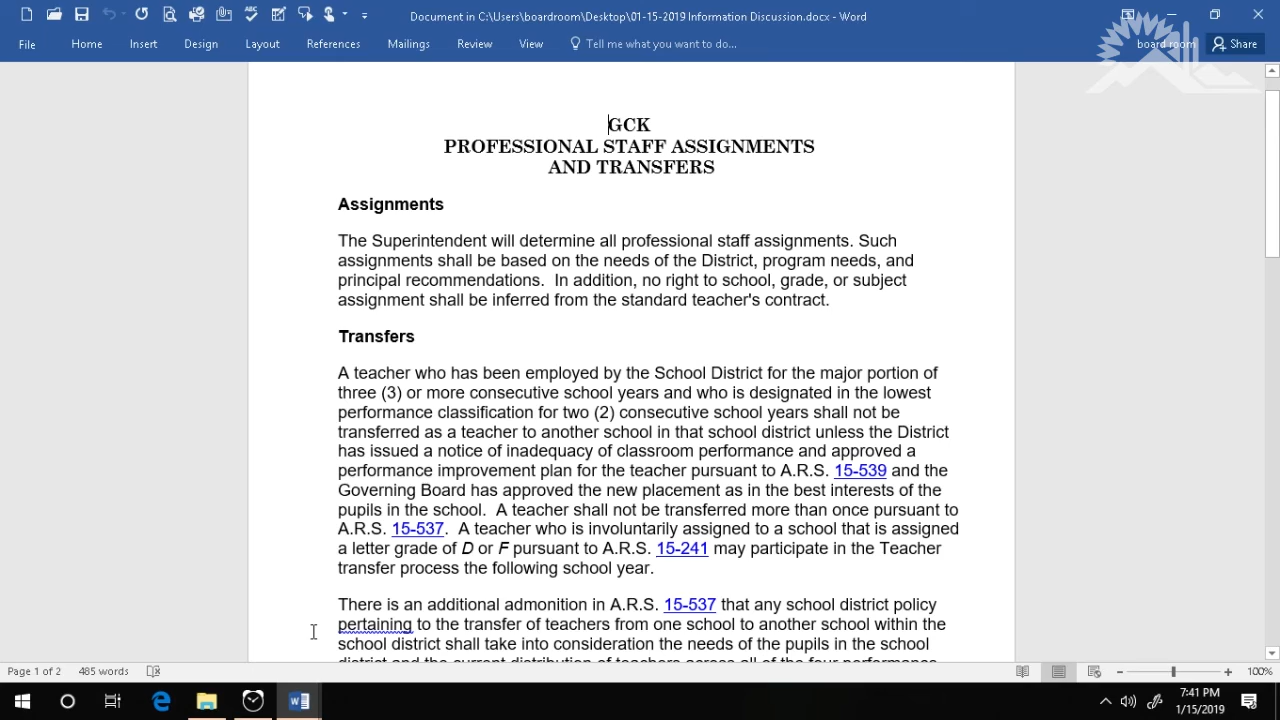 Document in C:\Users\boardroom\Desktop\01-15-2019 Information Discussion.docx - Word
File Home Insert Design Layout References Mailings Review View Tell me what you want to do... board room Share
GCK
PROFESSIONAL STAFF ASSIGNMENTS
AND TRANSFERS
Assignments
The Superintendent will determine all professional staff assignments. Such
assignments shall be based on the needs of the District, program needs, and
principal recommendations. In addition, no right to school, grade, or subject
assignment shall be inferred from the standard teacher's contract.
Transfers
A teacher who has been employed by the School District for the major portion of
three (3) or more consecutive school years and who is designated in the lowest
performance classification for two (2) consecutive school years shall not be
transferred as a teacher to another school in that school district unless the District
has issued a notice of inadequacy of classroom performance and approved a
performance improvement plan for the teacher pursuant to A.R.S. 15-539 and the
Governing Board has approved the new placement as in the best interests of the
pupils in the school. A teacher shall not be transferred more than once pursuant to
A.R.S. 15-537. A teacher who is involuntarily assigned to a school that is assigned
a letter grade of D or F pursuant to A.R.S. 15-241 may participate in the Teacher
transfer process the following school year.
There is an additional admonition in A.R.S. 15-537 that any school district policy
pertaining to the transfer of teachers from one school to another school within the
school district shall take into consideration the needs of the pupils in the school
district and the current distribution of teachers across all of the four performance
Page 1 of 2 485 words 100%
7:41 PM
1/15/2019